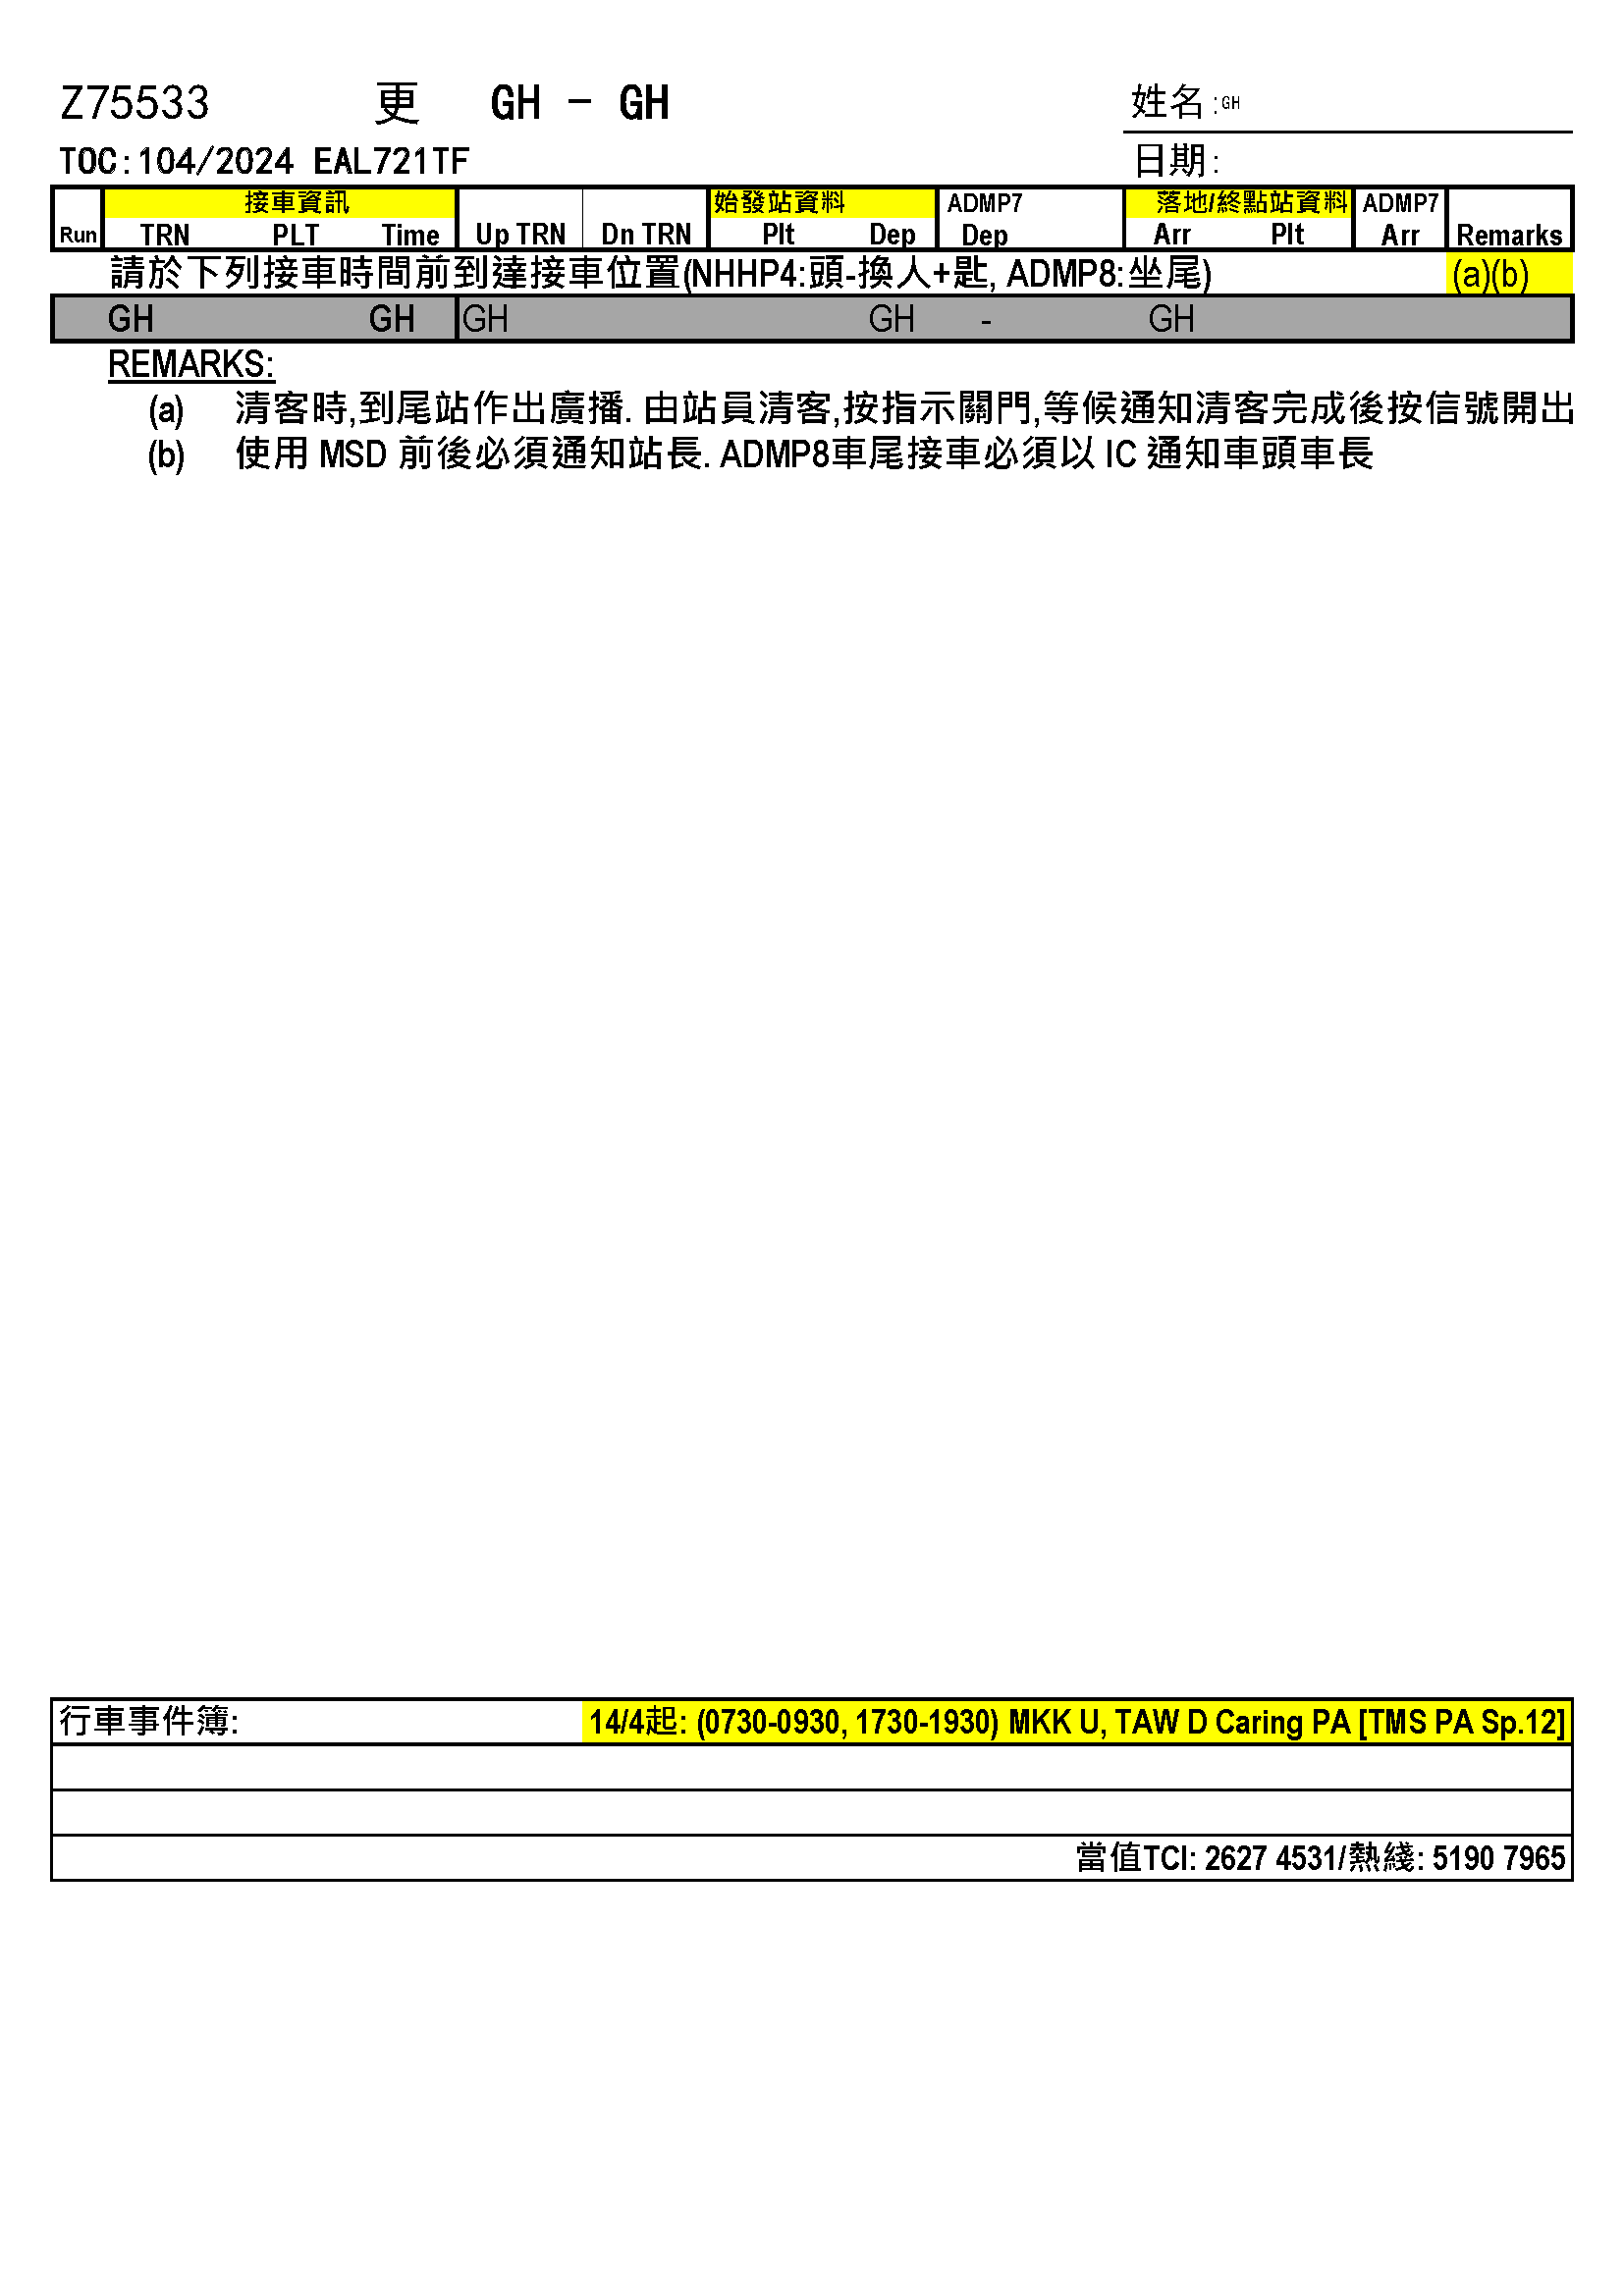 Z75533 更 GH - GH 姓名:GH
TOC:104/2024 EAL721TF 日期:
接車資訊 始發站資料 ADMP7 落地/終點站資料 ADMP7
Run TRN PLT Time Up TRN Dn TRN Plt Dep Dep Arr Plt Arr Remarks
請於下列接車時間前到達接車位置(NHHP4:頭-換人+匙, ADMP8:坐尾) (a)(b)
GH GH GH GH - GH
REMARKS:
(a) 清客時,到尾站作出廣播. 由站員清客,按指示關門,等候通知清客完成後按信號開出
(b) 使用 MSD 前後必須通知站長. ADMP8車尾接車必須以 IC 通知車頭車長
行車事件簿: 14/4起: (0730-0930, 1730-1930) MKK U, TAW D Caring PA [TMS PA Sp.12]
當值TCI: 2627 4531/熱綫: 5190 7965